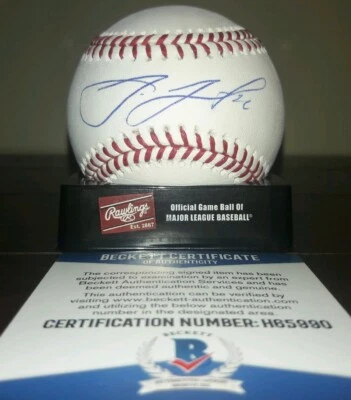 Rawlings
Est. 1887
Official Game Ball Of
MAJOR LEAGUE BASEBALL®
BECKETT CERTIFICATE
OF AUTHENTICITY
The corresponding signed item has been
subjected to examination by an expert from
Beckett Authentication Services and has
been deemed authentic and genuine.
This authentication can be verified by
visiting www.beckett-authentication.com
and utilizing the below authentication
number in the designated area.
CERTIFICATION NUMBER: H65990
BECKETT
B